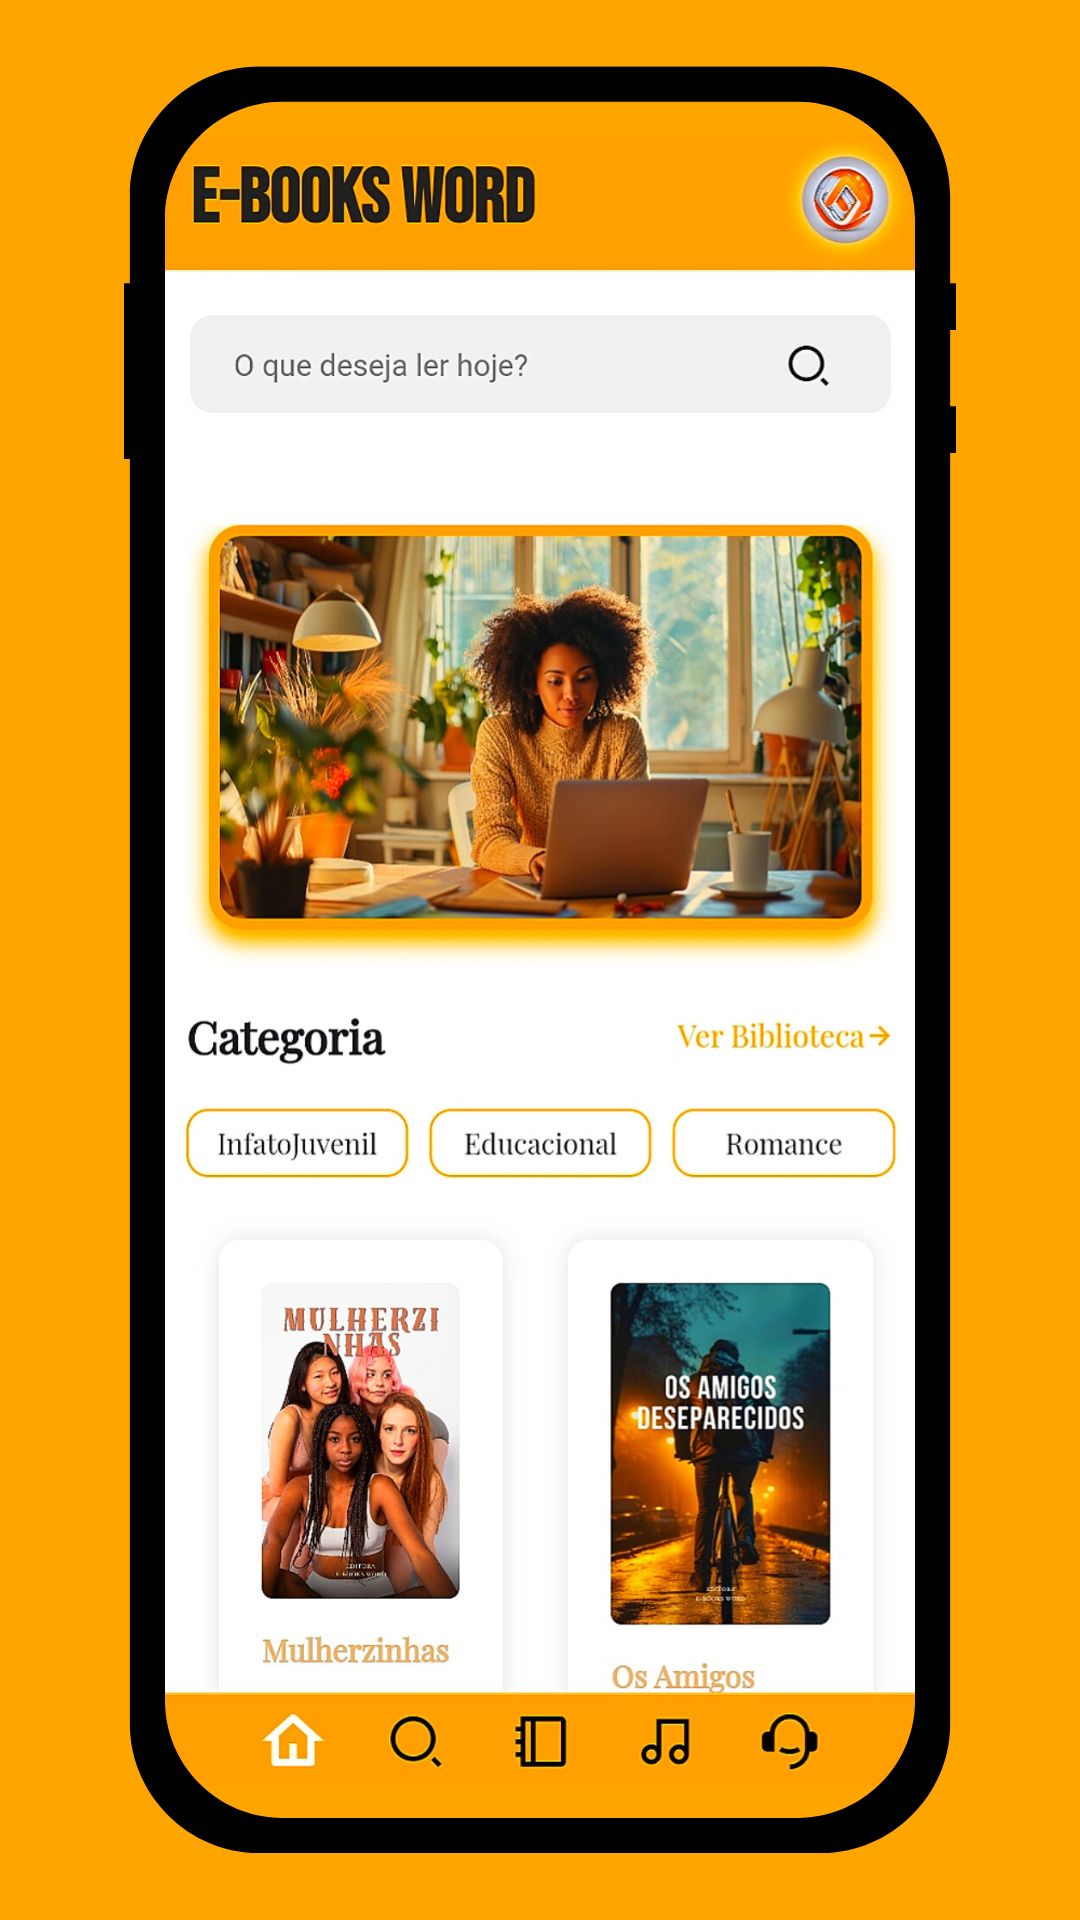 E-BOOKS WORD
O que deseja ler hoje?
Categoria
Ver Biblioteca
InfatoJuvenil
Educacional
Romance
MULHERZI
NHAS
EDITORA
E-BOOKS WORD
OS AMIGOS
DESEPARECIDOS
EDITORA
E-BOOKS WORD
Mulherzinhas
Os Amigos